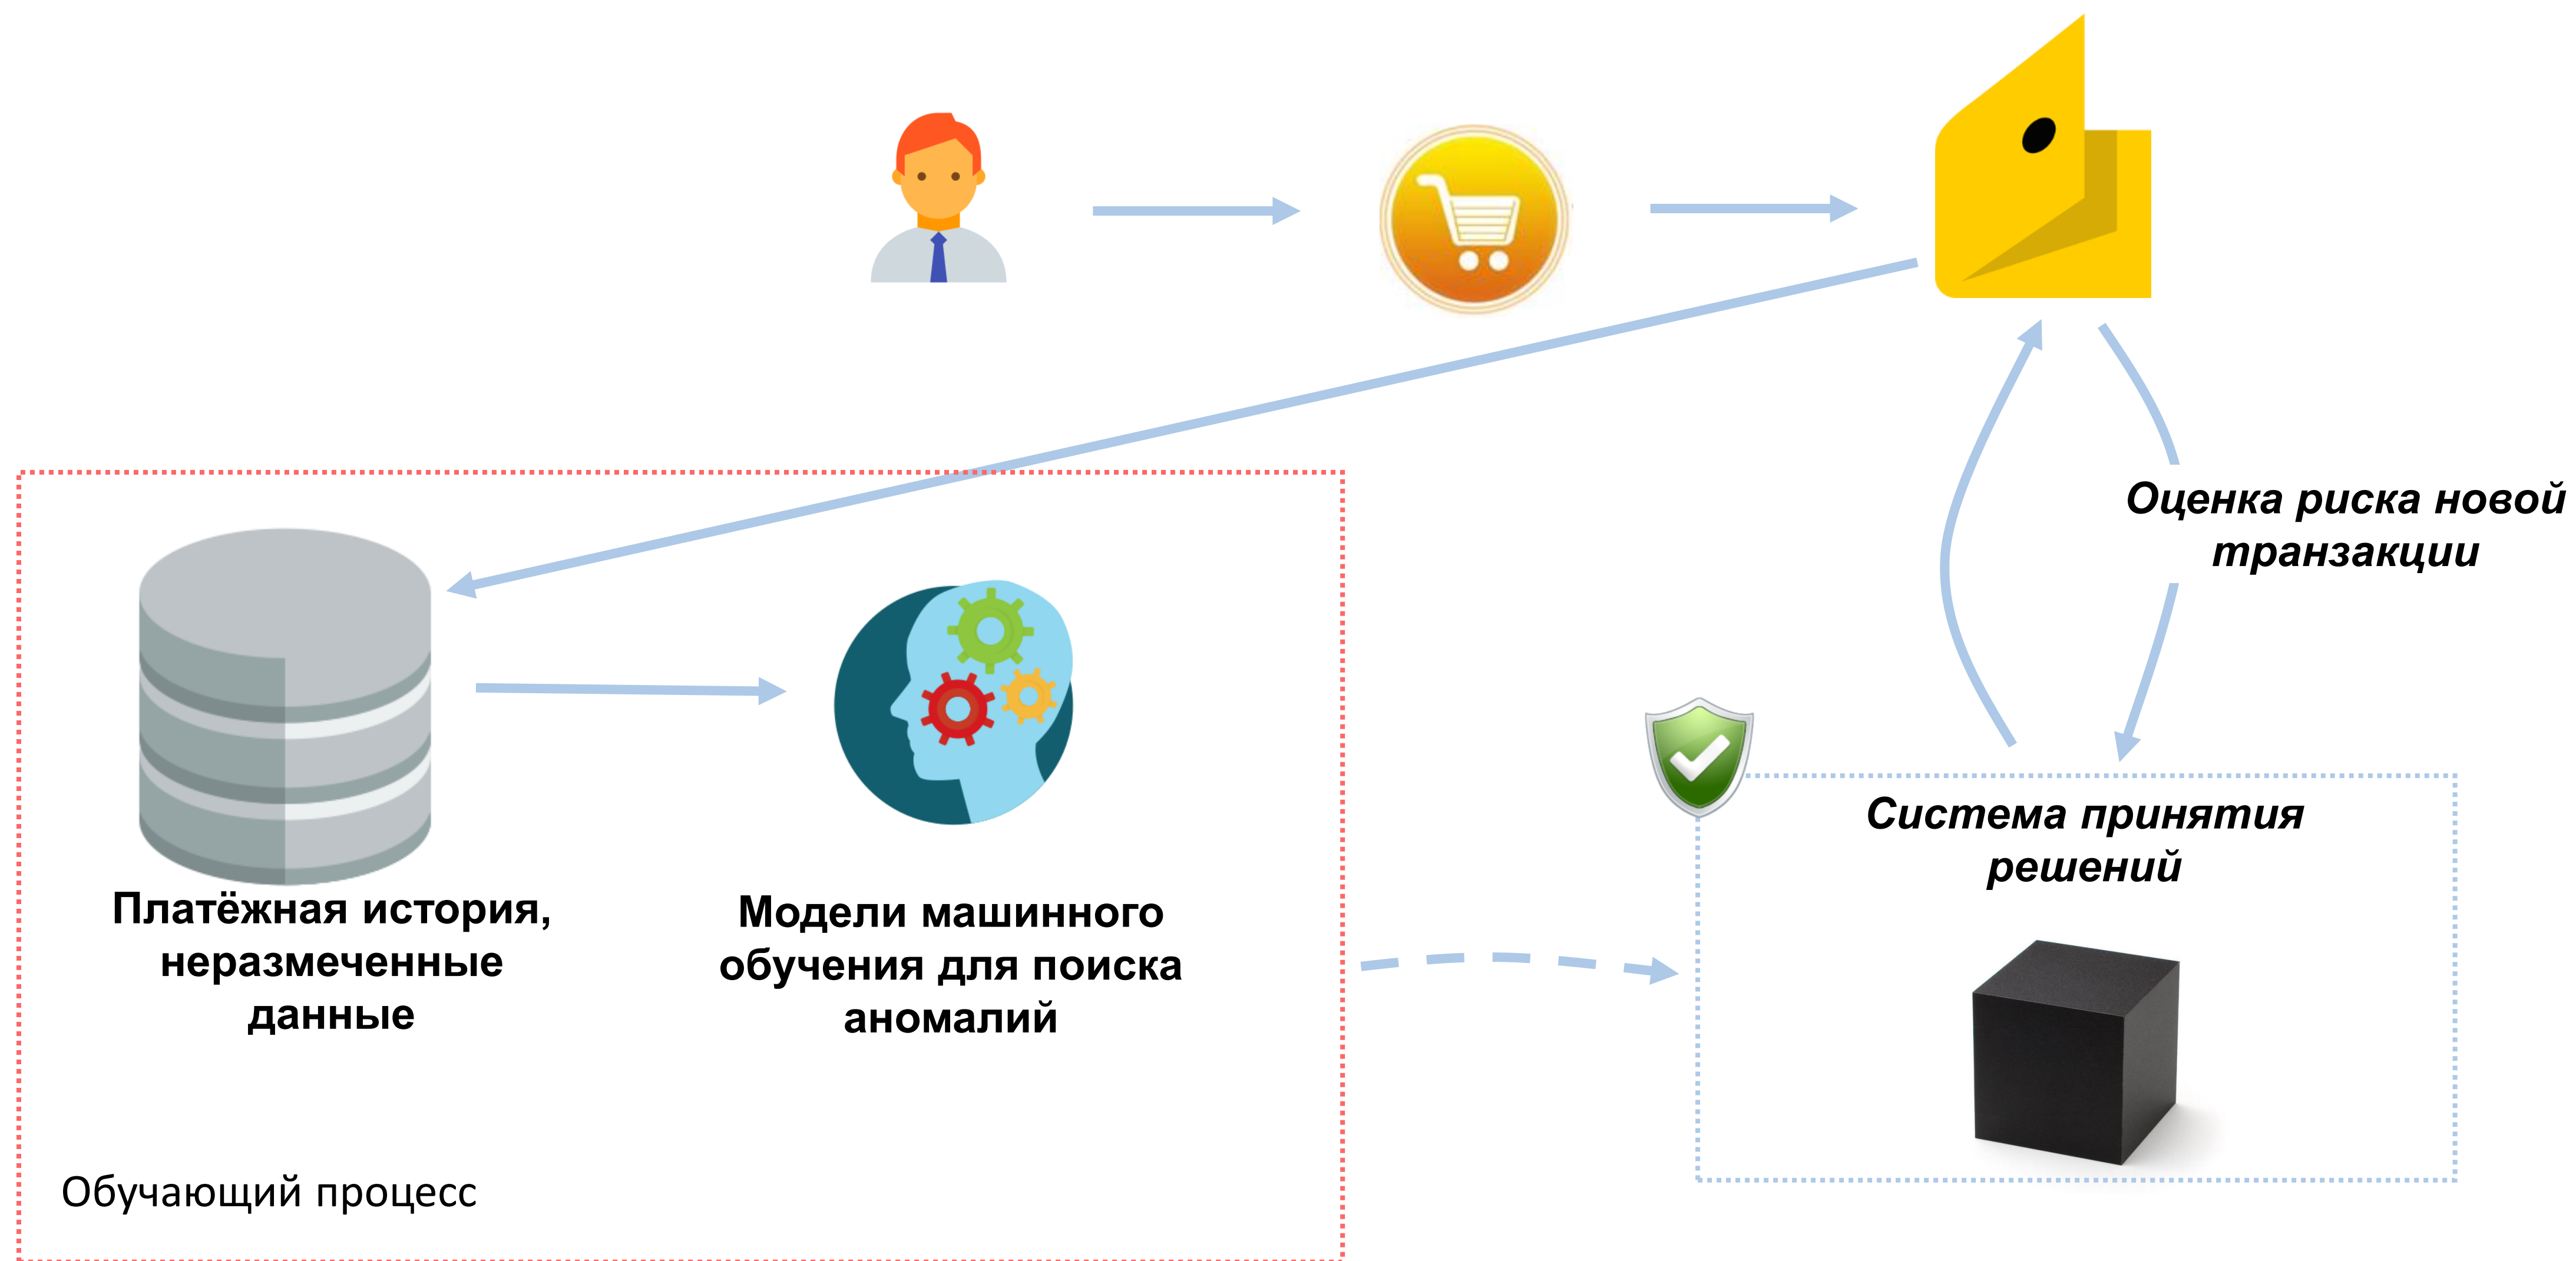 Оценка риска новой
транзакции
Система принятия
решений
Платёжная история,
неразмеченные
данные
Модели машинного
обучения для поиска
аномалий
Обучающий процесс